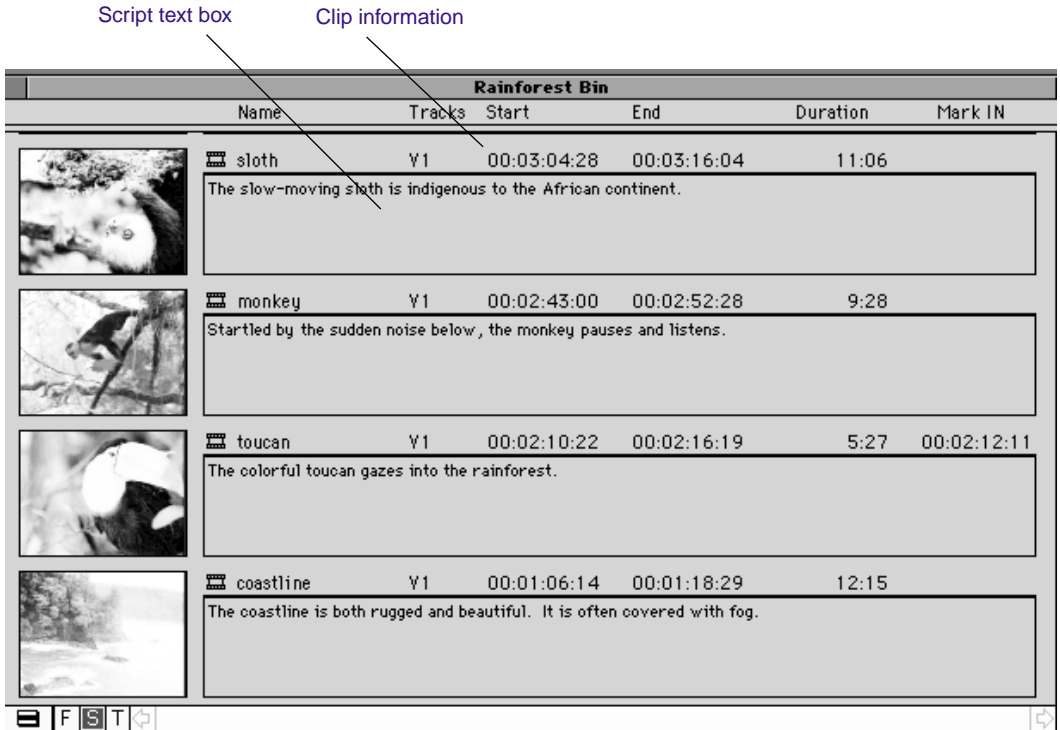 Script text box Clip information
Rainforest Bin
Name Tracks Start End Duration Mark IN
sloth V1 00:03:04:28 00:03:16:04 11:06
The slow-moving sloth is indigenous to the African continent.
monkey V1 00:02:43:00 00:02:52:28 9:28
Startled by the sudden noise below, the monkey pauses and listens.
toucan V1 00:02:10:22 00:02:16:19 5:27 00:02:12:11
The colorful toucan gazes into the rainforest.
coastline V1 00:01:06:14 00:01:18:29 12:15
The coastline is both rugged and beautiful. It is often covered with fog.
F S T